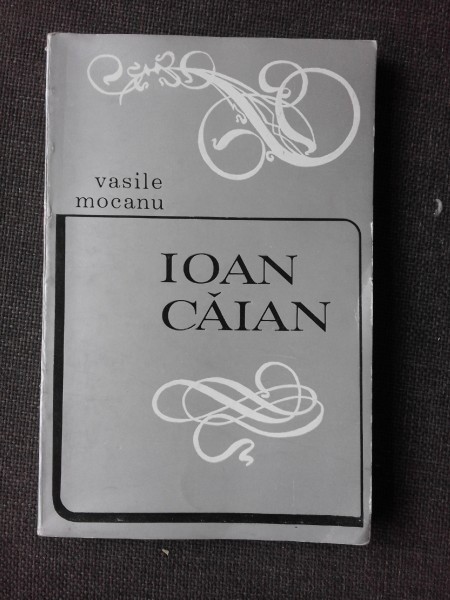 vasile
mocanu
IOAN
CĂIAN